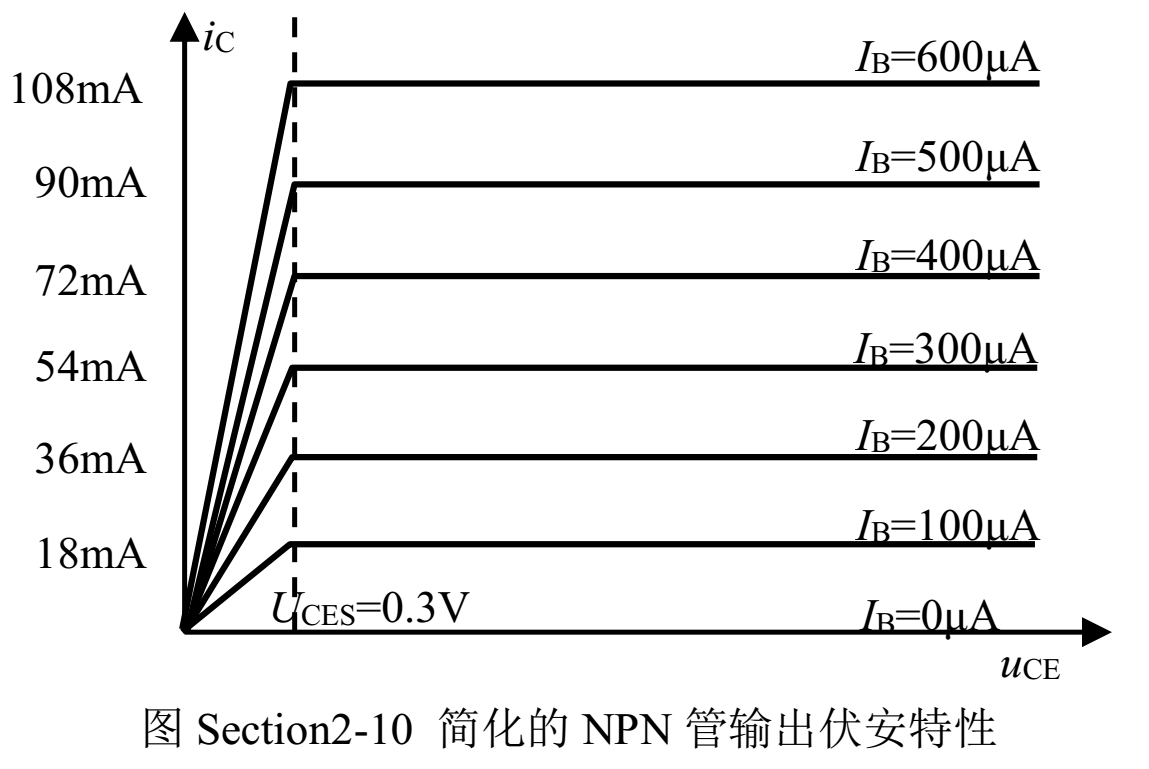 iC
108mA
IB=600μA
90mA
IB=500μA
72mA
IB=400μA
54mA
IB=300μA
36mA
IB=200μA
18mA
IB=100μA
UCES=0.3V
IB=0μA
uCE
图 Section2-10 简化的 NPN 管输出伏安特性